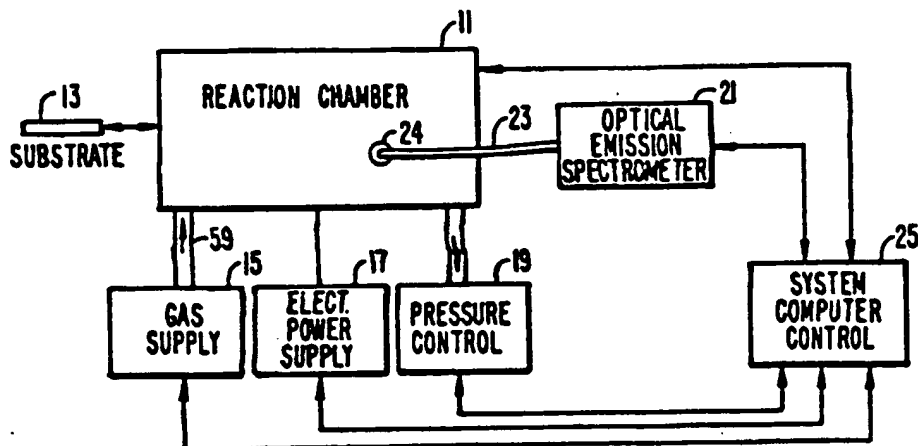 11
REACTION CHAMBER
13
SUBSTRATE
24
23
21
OPTICAL
EMISSION
SPECTROMETER
59
15
GAS
SUPPLY
17
ELECT.
POWER
SUPPLY
19
PRESSURE
CONTROL
25
SYSTEM
COMPUTER
CONTROL